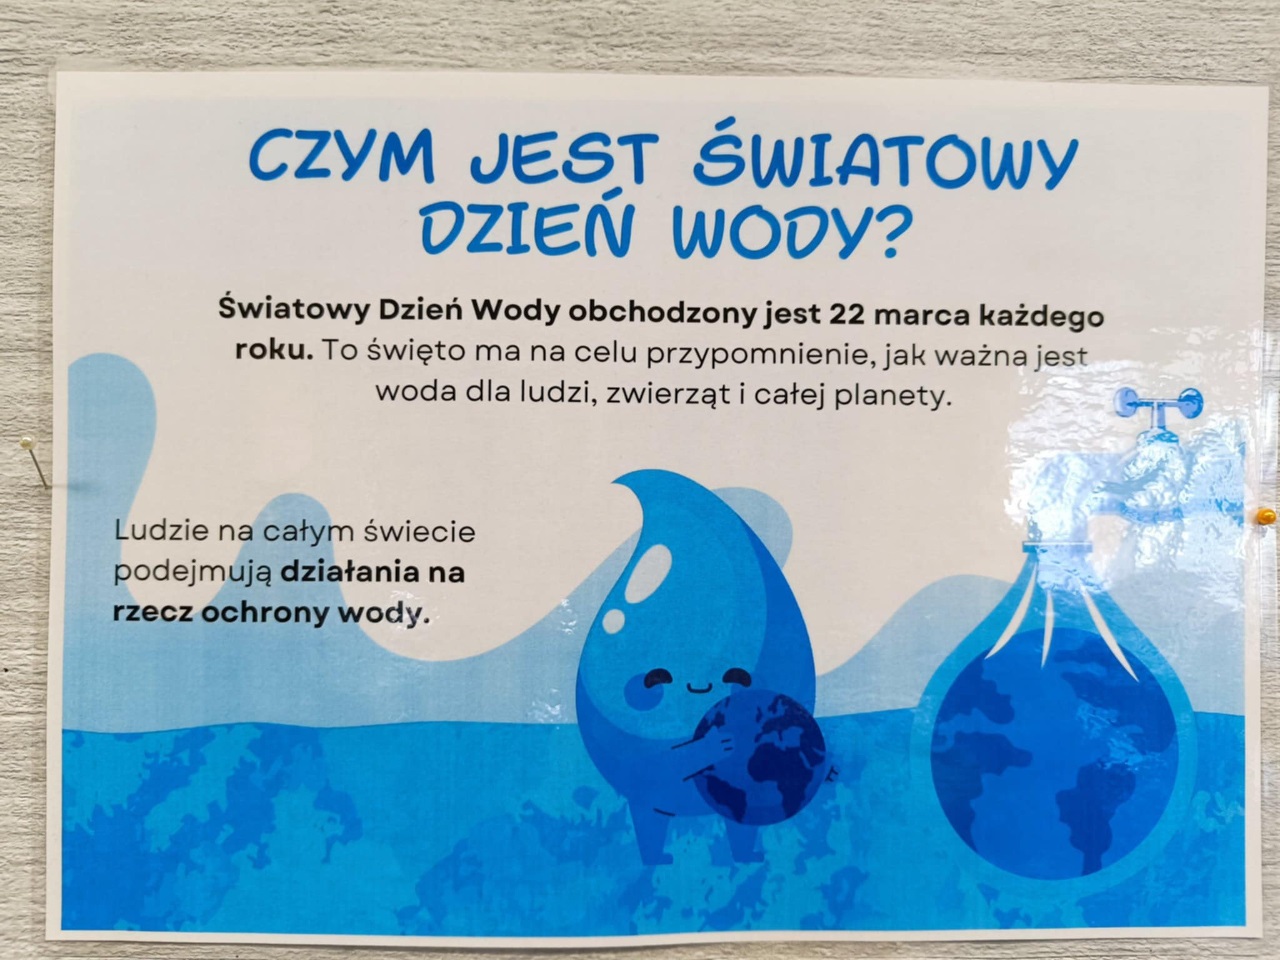 CZYM JEST ŚWIATOWY
DZIEŃ WODY?
Światowy Dzień Wody obchodzony jest 22 marca każdego
roku. To święto ma na celu przypomnienie, jak ważna jest
woda dla ludzi, zwierząt i całej planety.
Ludzie na całym świecie
podejmują działania na
rzecz ochrony wody.